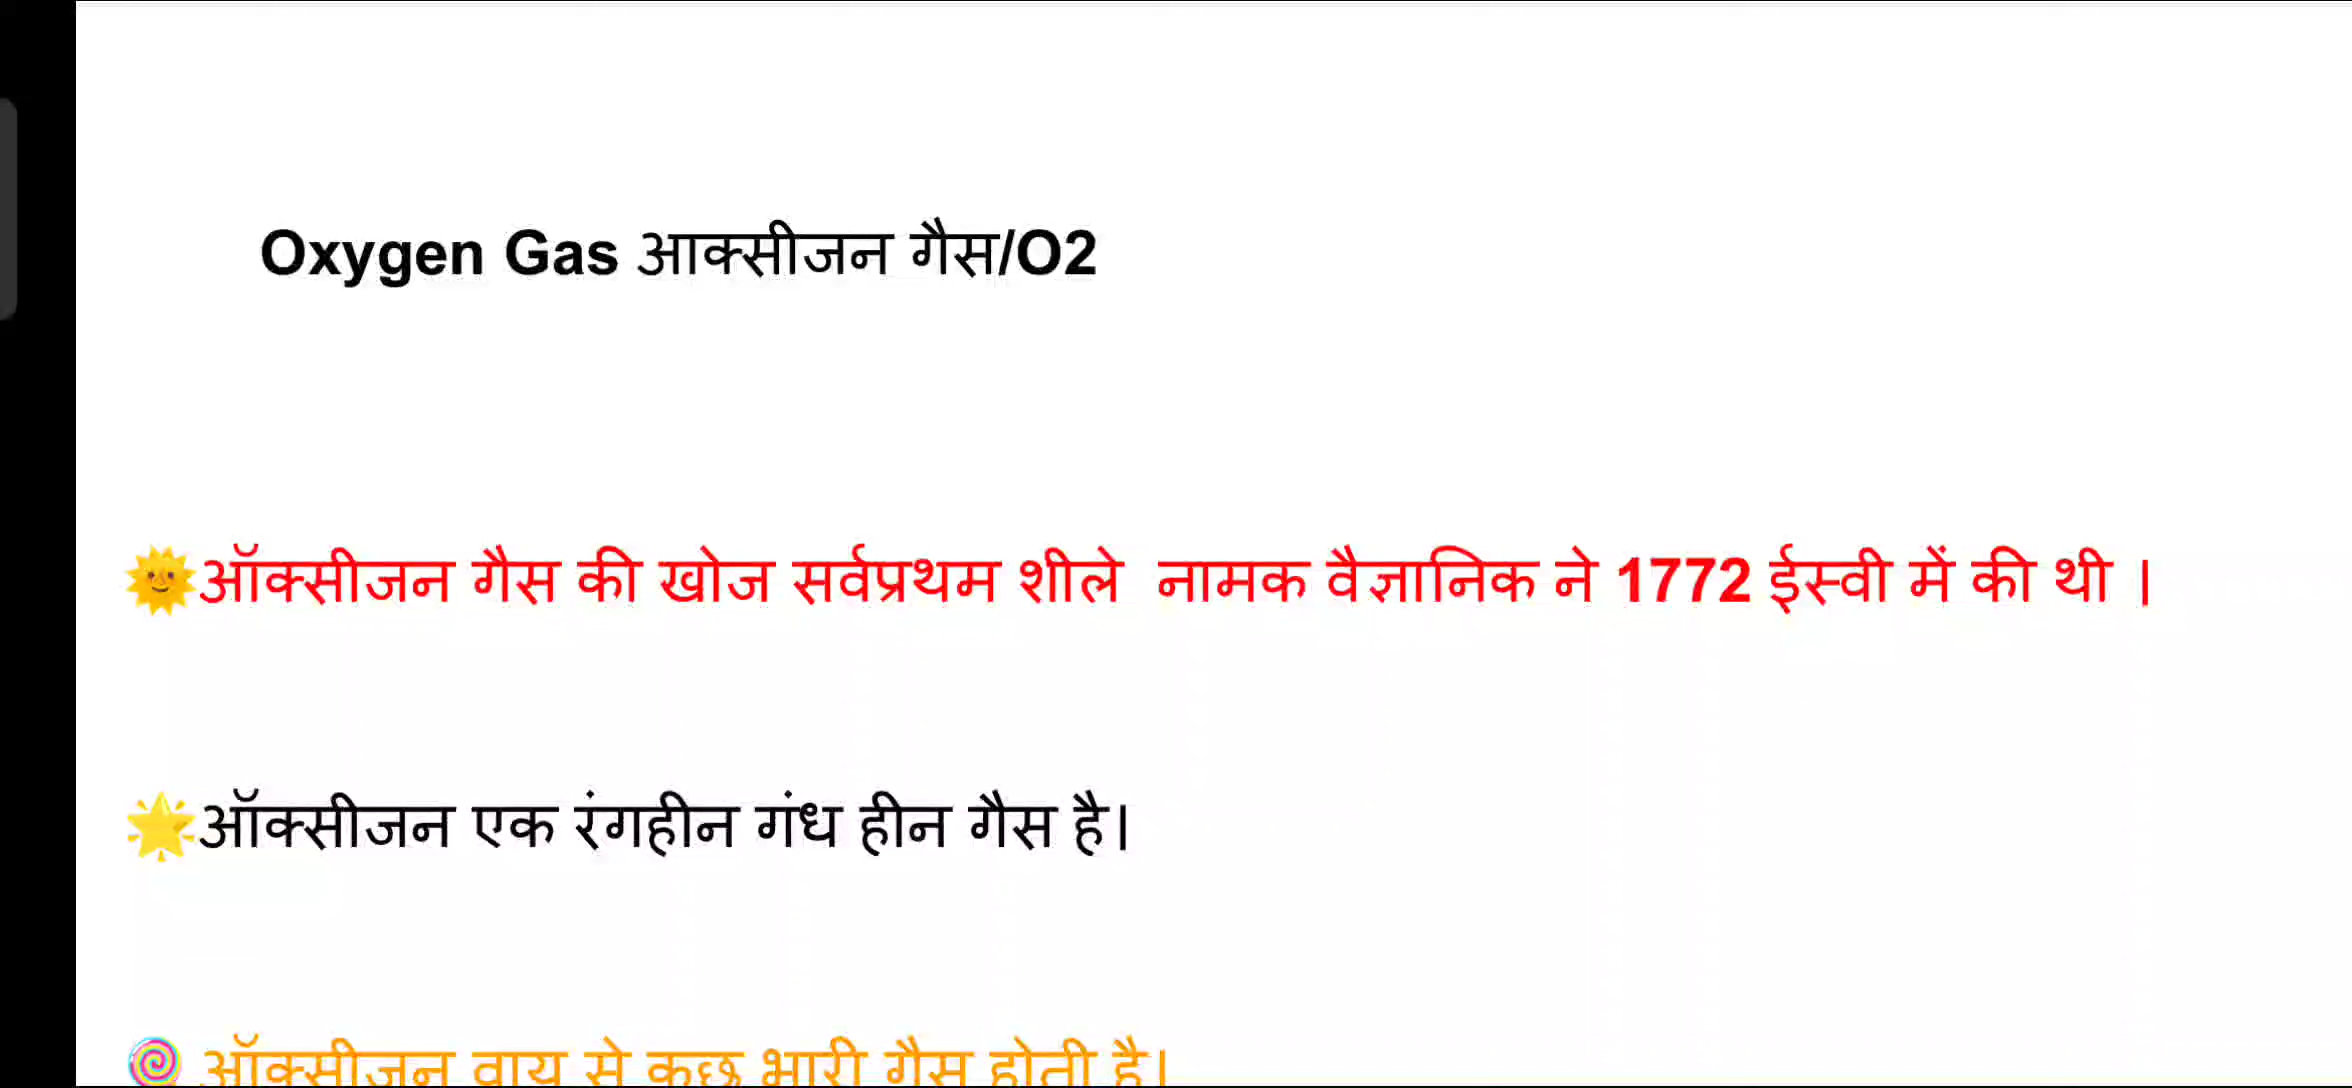 Oxygen Gas आक्सीजन गैस/O2
🌞ऑक्सीजन गैस की खोज सर्वप्रथम शीले नामक वैज्ञानिक ने 1772 ईस्वी में की थी ।
🌟ऑक्सीजन एक रंगहीन गंध हीन गैस है।
🍭 ऑक्सीजन वायु से कुछ भारी गैस होती है।